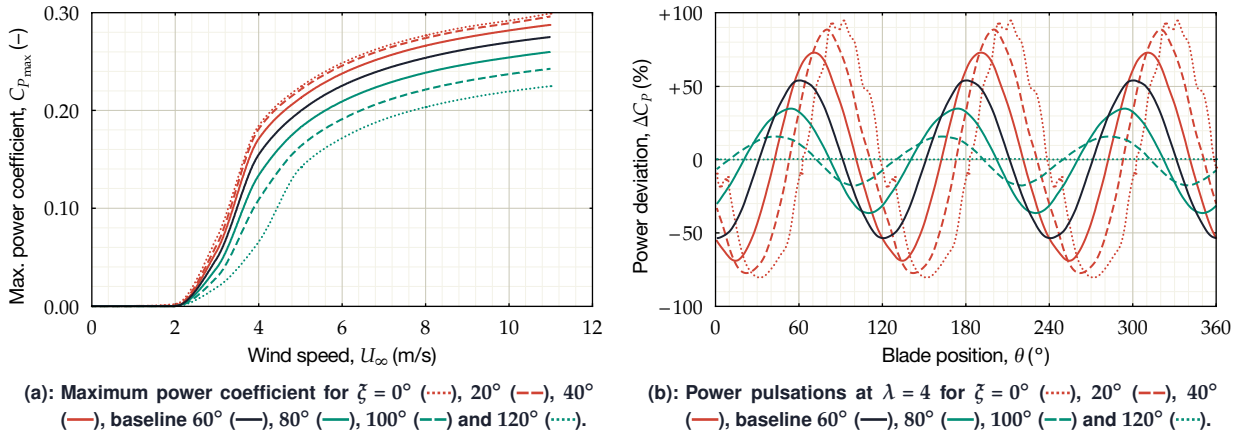 0.30
0.20
0.10
0.00
Max. power coefficient, C_P_max (−)
0 2 4 6 8 10 12
Wind speed, U_∞ (m/s)
+100
+50
0
−50
−100
Power deviation, ΔC_P (%)
0 60 120 180 240 300 360
Blade position, θ (°)
(a): Maximum power coefficient for ξ = 0° (), 20° (), 40°
(), baseline 60° (), 80° (), 100° () and 120° ().
(b): Power pulsations at λ = 4 for ξ = 0° (), 20° (), 40°
(), baseline 60° (), 80° (), 100° () and 120° ().